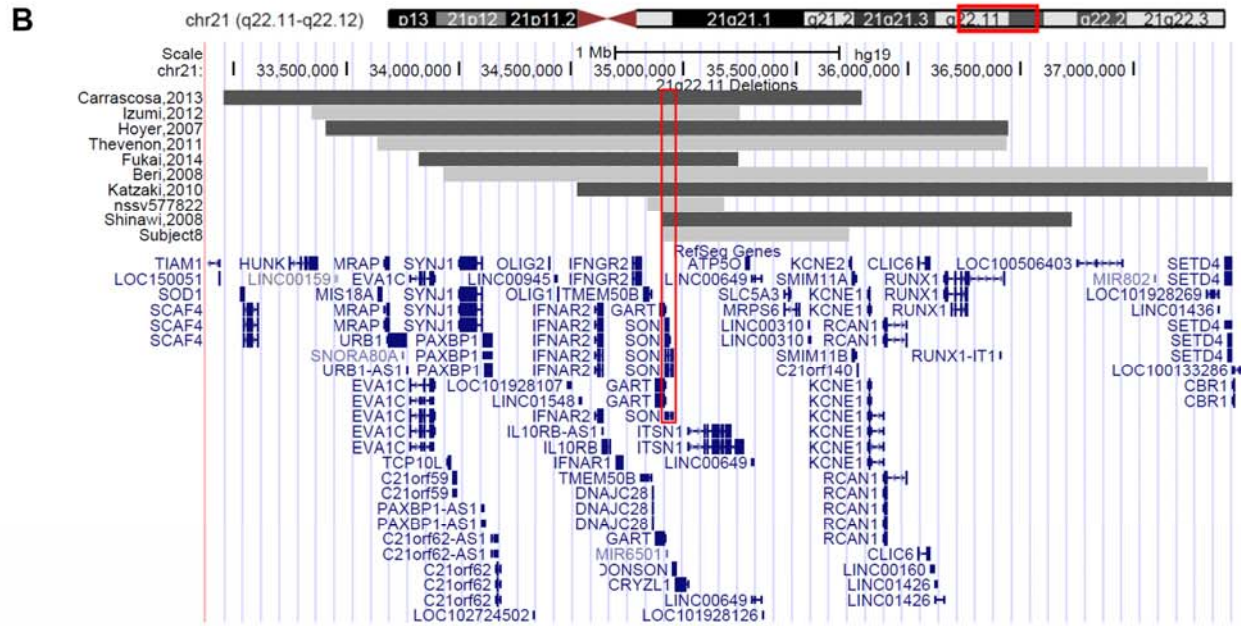 B
chr21 (q22.11-q22.12) p13 21p12 21p11.2 21q21.1 q21.2 21q21.3 q22.11 q22.2 21q22.3
Scale 1 Mb hg19
chr21: 33,500,000 34,000,000 34,500,000 35,000,000 35,500,000 36,000,000 36,500,000 37,000,000
21q22.11 Deletions
Carrascosa,2013
Izumi,2012
Hoyer,2007
Thevenon,2011
Fukai,2014
Beri,2008
Katzaki,2010
nssv577822
Shinawi,2008
Subject8
RefSeq Genes
TIAM1 HUNK MRAP SYNJ1 OLIG2 IFNGR2 ATP5O KCNE2 CLIC6 LOC100506403 SETD4
LOC150051 LINC00159 EVA1C LINC00945 IFNGR2 LINC00649 SMIM11A RUNX1 MIR802 SETD4
SOD1 MIS18A SYNJ1 OLIG1 TMEM50B SLC5A3 KCNE1 RUNX1 LOC101928269
SCAF4 MRAP SYNJ1 IFNAR2 GART MRPS6 KCNE1 RUNX1 LINC01436
SCAF4 MRAP SYNJ1 IFNAR2 SON LINC00310 RCAN1 SETD4
SCAF4 URB1 PAXBP1 IFNAR2 SON LINC00310 RCAN1 SETD4
SNORA80A PAXBP1 IFNAR2 SON SMIM11B RUNX1-IT1 SETD4
URB1-AS1 PAXBP1 IFNAR2 SON C21orf140 LOC100133286
EVA1C LOC101928107 GART KCNE1 CBR1
EVA1C LINC01548 GART KCNE1 CBR1
EVA1C IFNAR2 SON KCNE1
EVA1C IL10RB-AS1 ITSN1 KCNE1
EVA1C IL10RB ITSN1 KCNE1
TCP10L IFNAR1 LINC00649 KCNE1
C21orf59 TMEM50B RCAN1
C21orf59 DNAJC28 RCAN1
PAXBP1-AS1 DNAJC28 RCAN1
PAXBP1-AS1 DNAJC28 RCAN1
C21orf62-AS1 GART RCAN1
C21orf62-AS1 MIR6501 CLIC6
C21orf62 DONSON LINC00160
C21orf62 CRYZL1 LINC01426
C21orf62 LINC00649 LINC01426
LOC102724502 LOC101928126